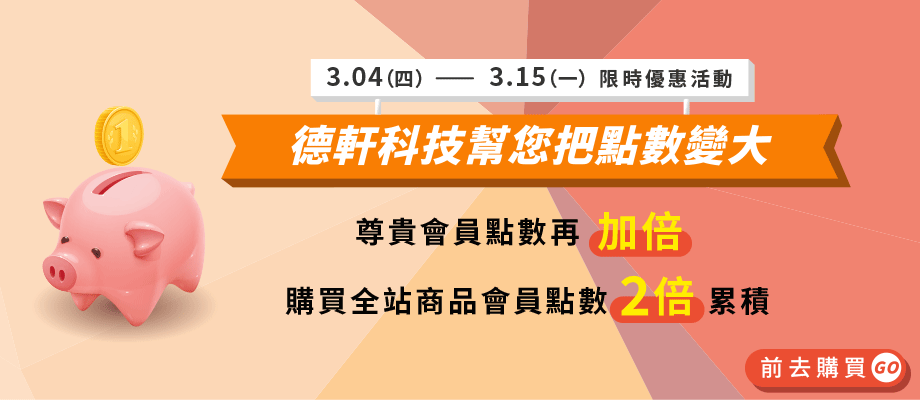 3.04(四) —— 3.15(一) 限時優惠活動
德軒科技幫您把點數變大
尊貴會員點數再 加倍
購買全站商品會員點數 2倍 累積
前去購買 GO
1